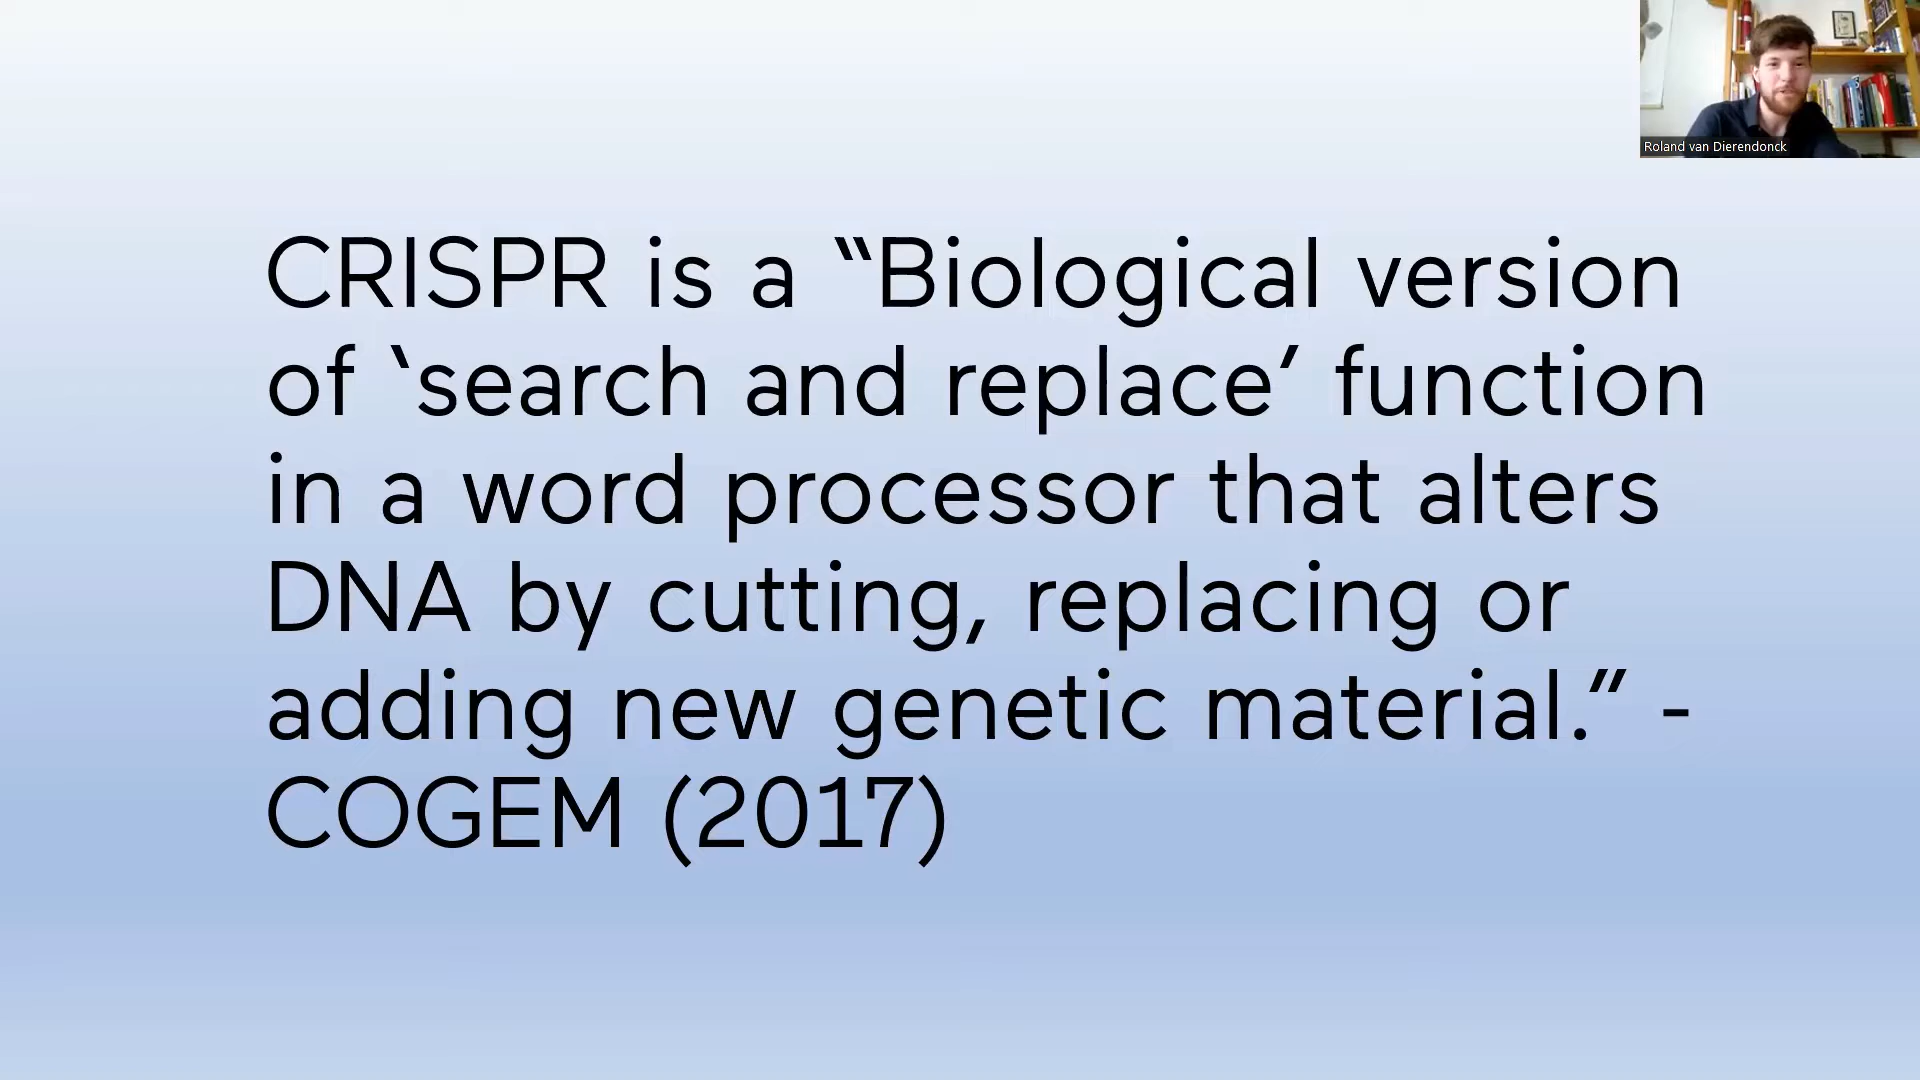 Roland van Dierendonck
CRISPR is a “Biological version
of ‘search and replace’ function
in a word processor that alters
DNA by cutting, replacing or
adding new genetic material.” -
COGEM (2017)